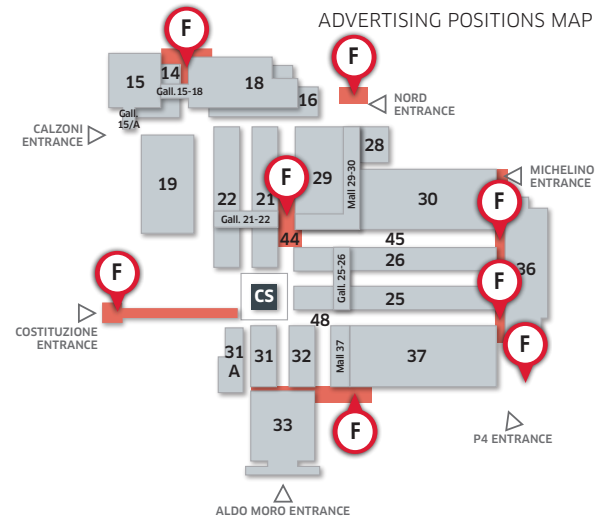 ADVERTISING POSITIONS MAP
F
F
14
15
18
Gall. 15-18
16
Gall.
15/A
NORD
ENTRANCE
CALZONI
ENTRANCE
28
Mall 29-30
MICHELINO
ENTRANCE
19
22
21
F
29
30
F
Gall. 21-22
44
45
26
36
Gall. 25-26
F
CS
25
F
COSTITUZIONE
ENTRANCE
48
31
A
31
32
Mall 37
37
F
33
F
P4 ENTRANCE
ALDO MORO ENTRANCE